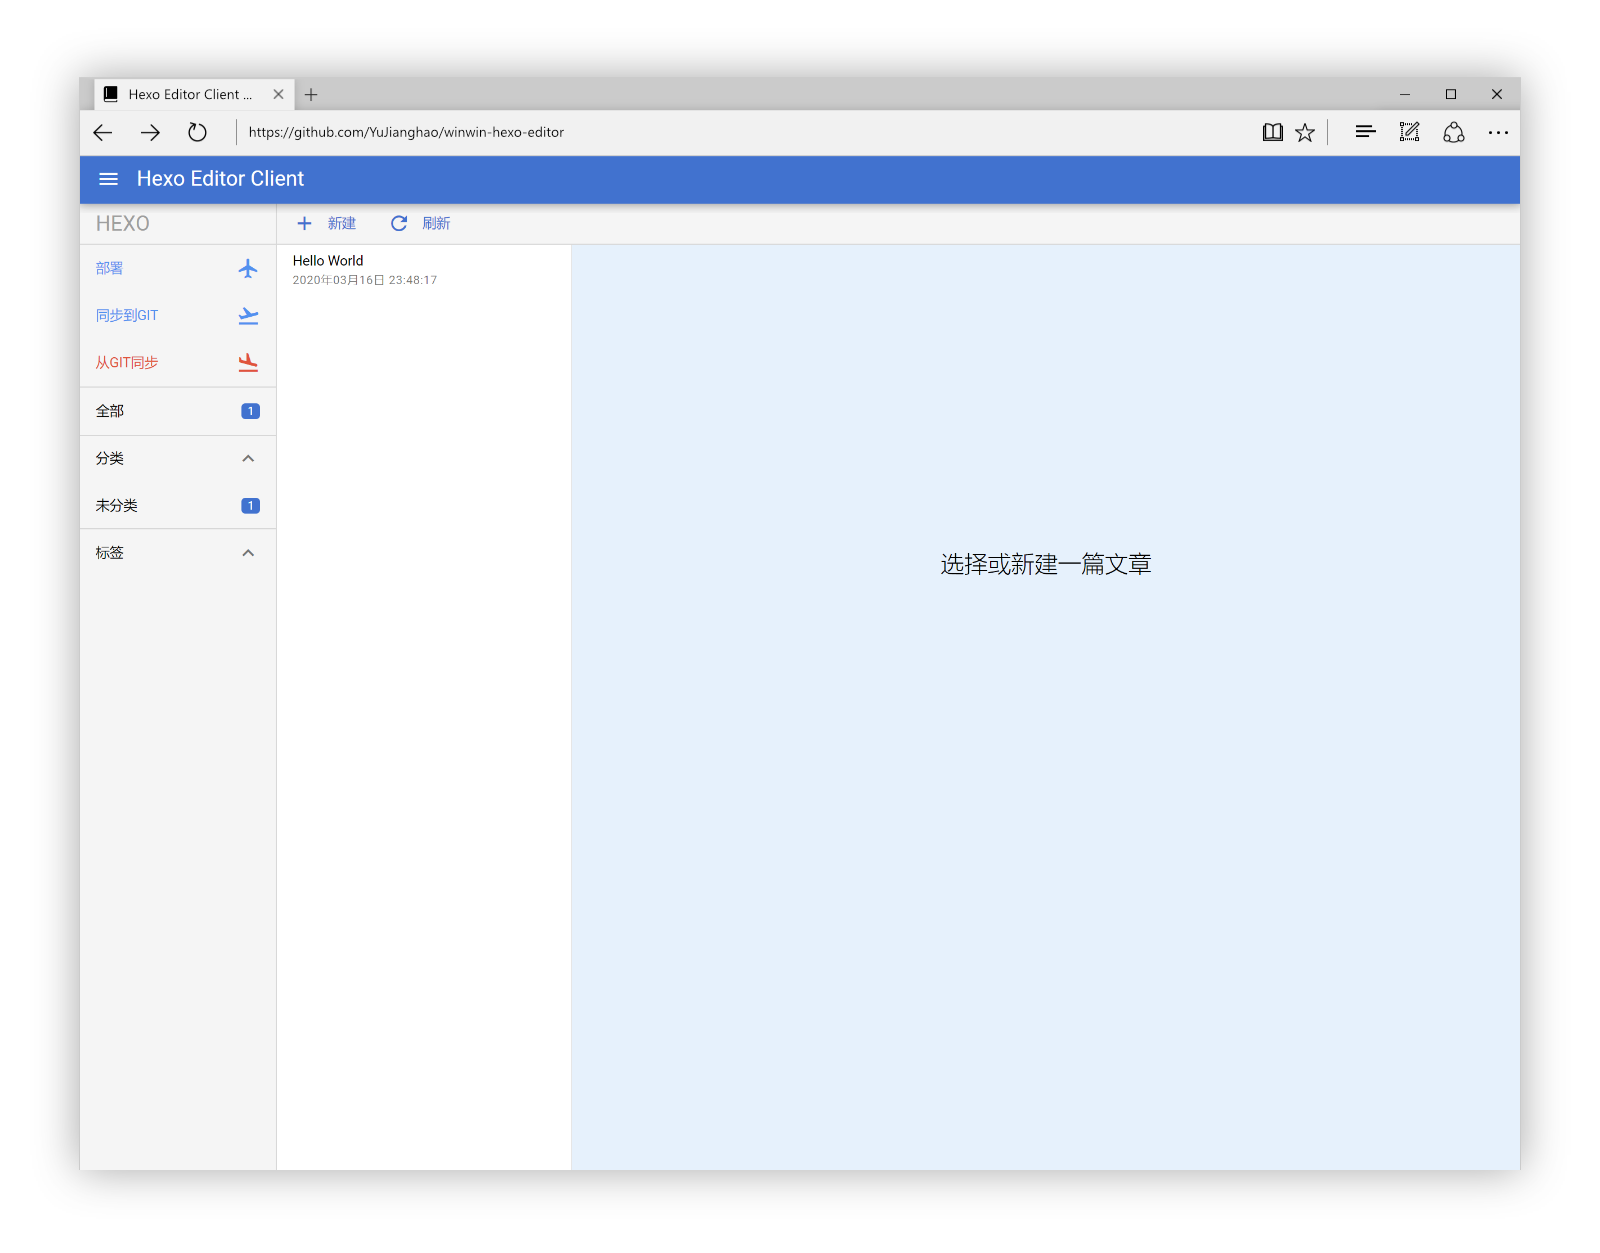 Hexo Editor Client ...
https://github.com/YuJianghao/winwin-hexo-editor
Hexo Editor Client
HEXO
新建
刷新
部署
同步到GIT
从GIT同步
全部
1
分类
未分类
1
标签
Hello World
2020年03月16日 23:48:17
选择或新建一篇文章